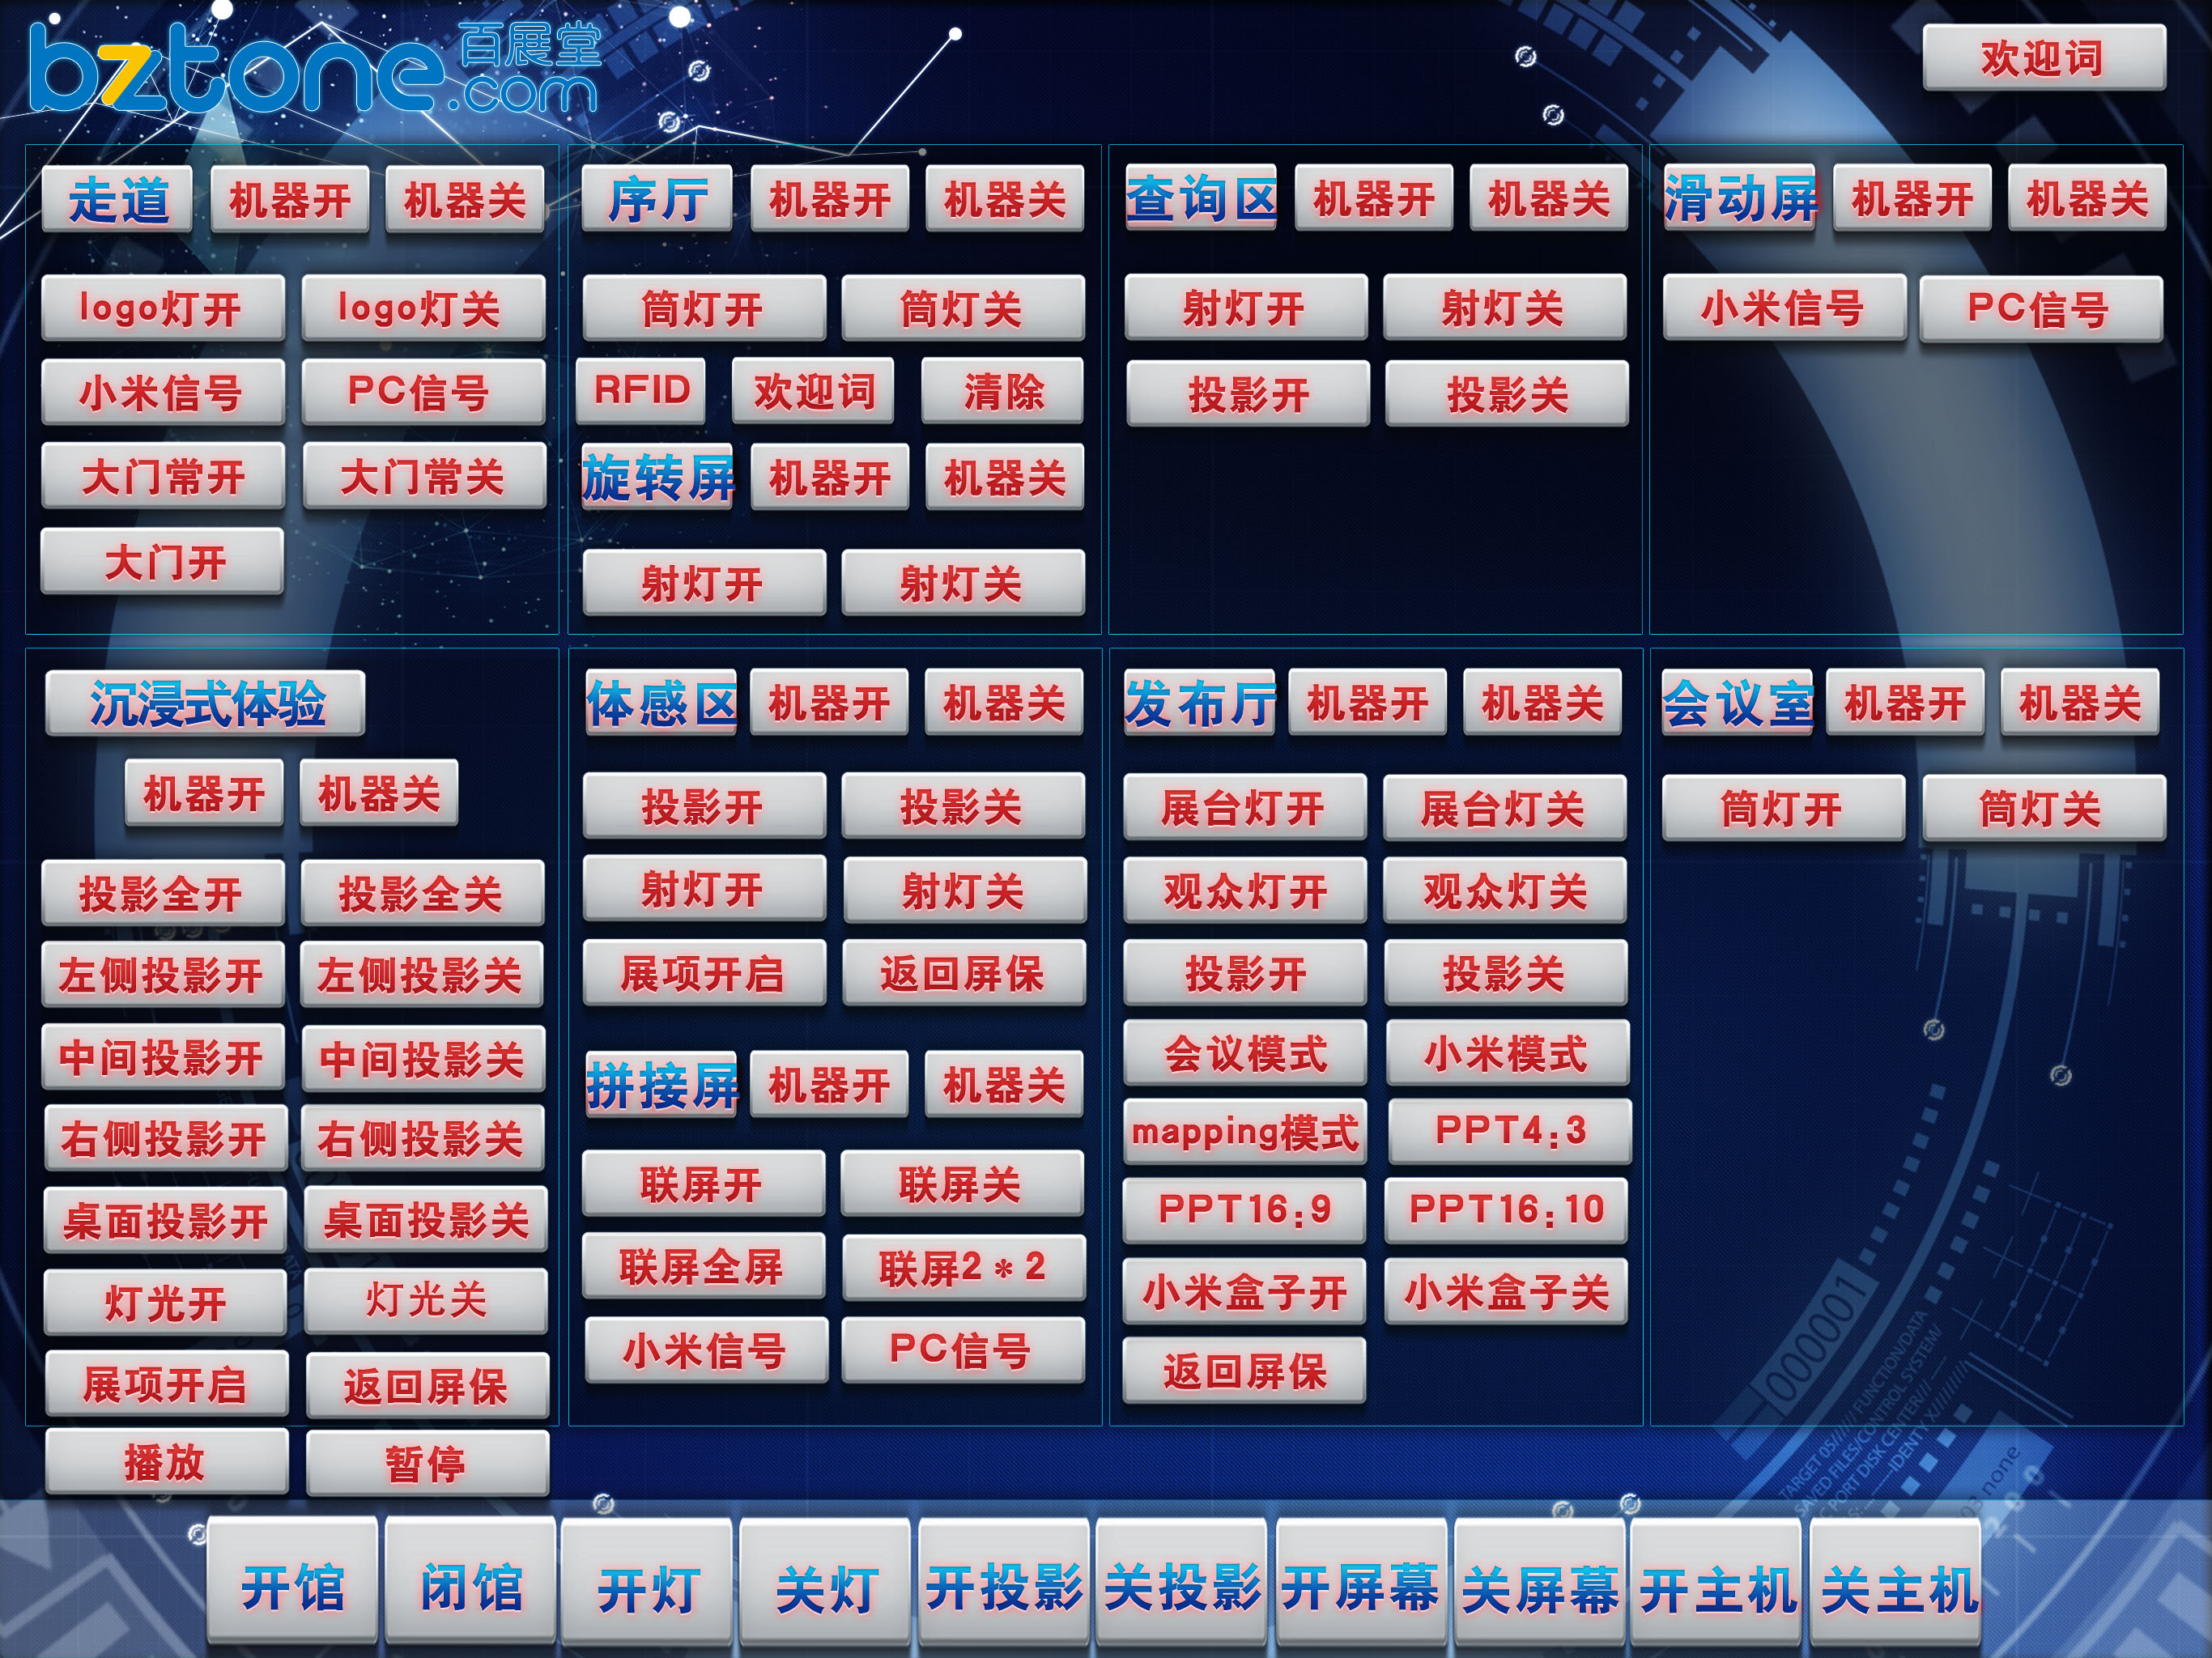 bztone.com 百展堂
欢迎词
走道 机器开 机器关
logo灯开 logo灯关
小米信号 PC信号
大门常开 大门常关
大门开
序厅 机器开 机器关
筒灯开 筒灯关
RFID 欢迎词 清除
旋转屏 机器开 机器关
射灯开 射灯关
查询区 机器开 机器关
射灯开 射灯关
投影开 投影关
滑动屏 机器开 机器关
小米信号 PC信号
沉浸式体验
机器开 机器关
投影全开 投影全关
左侧投影开 左侧投影关
中间投影开 中间投影关
右侧投影开 右侧投影关
桌面投影开 桌面投影关
灯光开 灯光关
展项开启 返回屏保
播放 暂停
体感区 机器开 机器关
投影开 投影关
射灯开 射灯关
展项开启 返回屏保
拼接屏 机器开 机器关
联屏开 联屏关
联屏全屏 联屏2*2
小米信号 PC信号
发布厅 机器开 机器关
展台灯开 展台灯关
观众灯开 观众灯关
投影开 投影关
会议模式 小米模式
mapping模式 PPT4:3
PPT16:9 PPT16:10
小米盒子开 小米盒子关
返回屏保
会议室 机器开 机器关
筒灯开 筒灯关
000001
开馆 闭馆 开灯 关灯 开投影 关投影 开屏幕 关屏幕 开主机 关主机